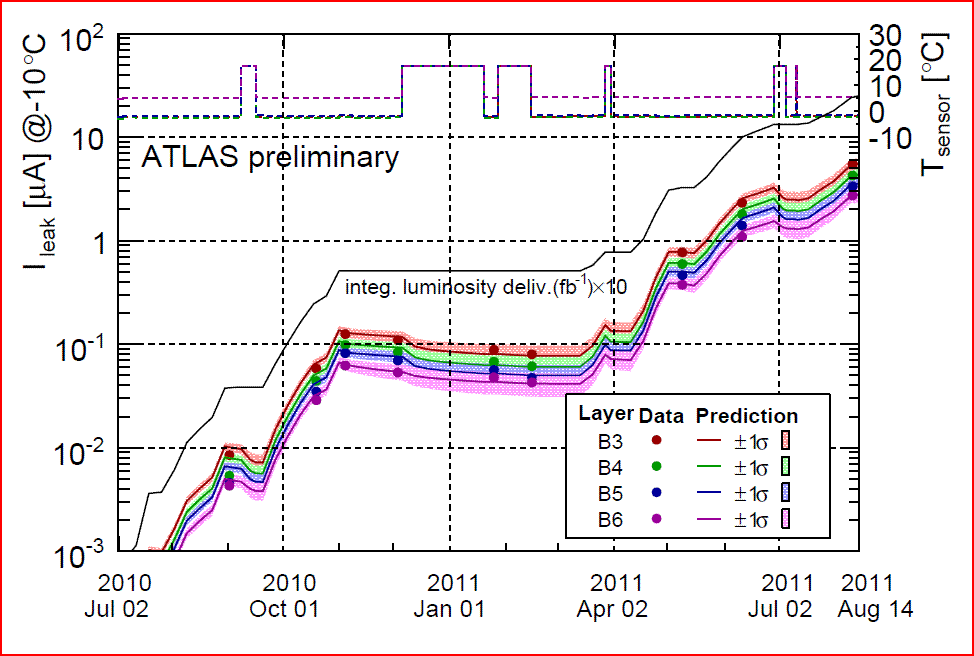 I leak [μA] @-10°C
10²
10
1
10⁻¹
10⁻²
10⁻³
30
20
10
0
-10
T sensor [°C]
ATLAS preliminary
integ. luminosity deliv.(fb⁻¹)×10
Layer Data Prediction
B3 ±1σ
B4 ±1σ
B5 ±1σ
B6 ±1σ
2010 2010 2011 2011 2011 2011
Jul 02 Oct 01 Jan 01 Apr 02 Jul 02 Aug 14